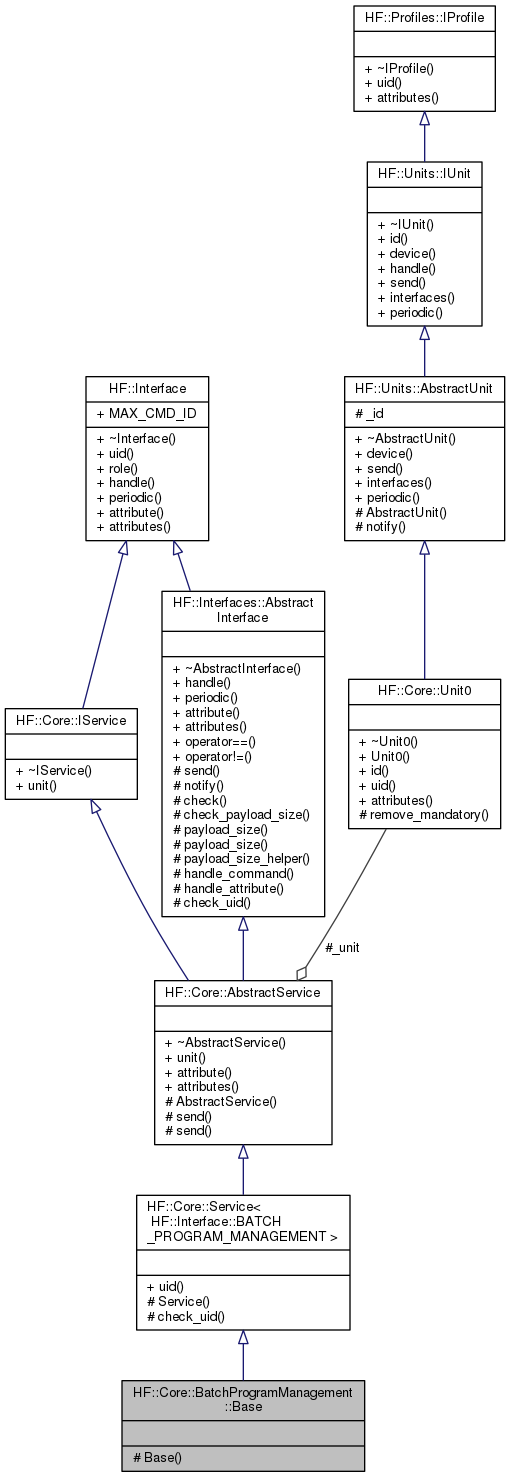 HF::Profiles::IProfile
+ ~IProfile()
+ uid()
+ attributes()
HF::Units::IUnit
+ ~IUnit()
+ id()
+ device()
+ handle()
+ send()
+ interfaces()
+ periodic()
HF::Interface
+ MAX_CMD_ID
+ ~Interface()
+ uid()
+ role()
+ handle()
+ periodic()
+ attribute()
+ attributes()
HF::Units::AbstractUnit
# _id
+ ~AbstractUnit()
+ device()
+ send()
+ interfaces()
+ periodic()
# AbstractUnit()
# notify()
HF::Interfaces::Abstract
Interface
+ ~AbstractInterface()
+ handle()
+ periodic()
+ attribute()
+ attributes()
+ operator==()
+ operator!=()
# send()
# notify()
# check()
# check_payload_size()
# payload_size()
# payload_size()
# payload_size_helper()
# handle_command()
# handle_attribute()
# check_uid()
HF::Core::IService
+ ~IService()
+ unit()
HF::Core::Unit0
+ ~Unit0()
+ Unit0()
+ id()
+ uid()
+ attributes()
# remove_mandatory()
#_unit
HF::Core::AbstractService
+ ~AbstractService()
+ unit()
+ attribute()
+ attributes()
# AbstractService()
# send()
# send()
HF::Core::Service<
HF::Interface::BATCH
_PROGRAM_MANAGEMENT >
+ uid()
# Service()
# check_uid()
HF::Core::BatchProgramManagement
::Base
# Base()